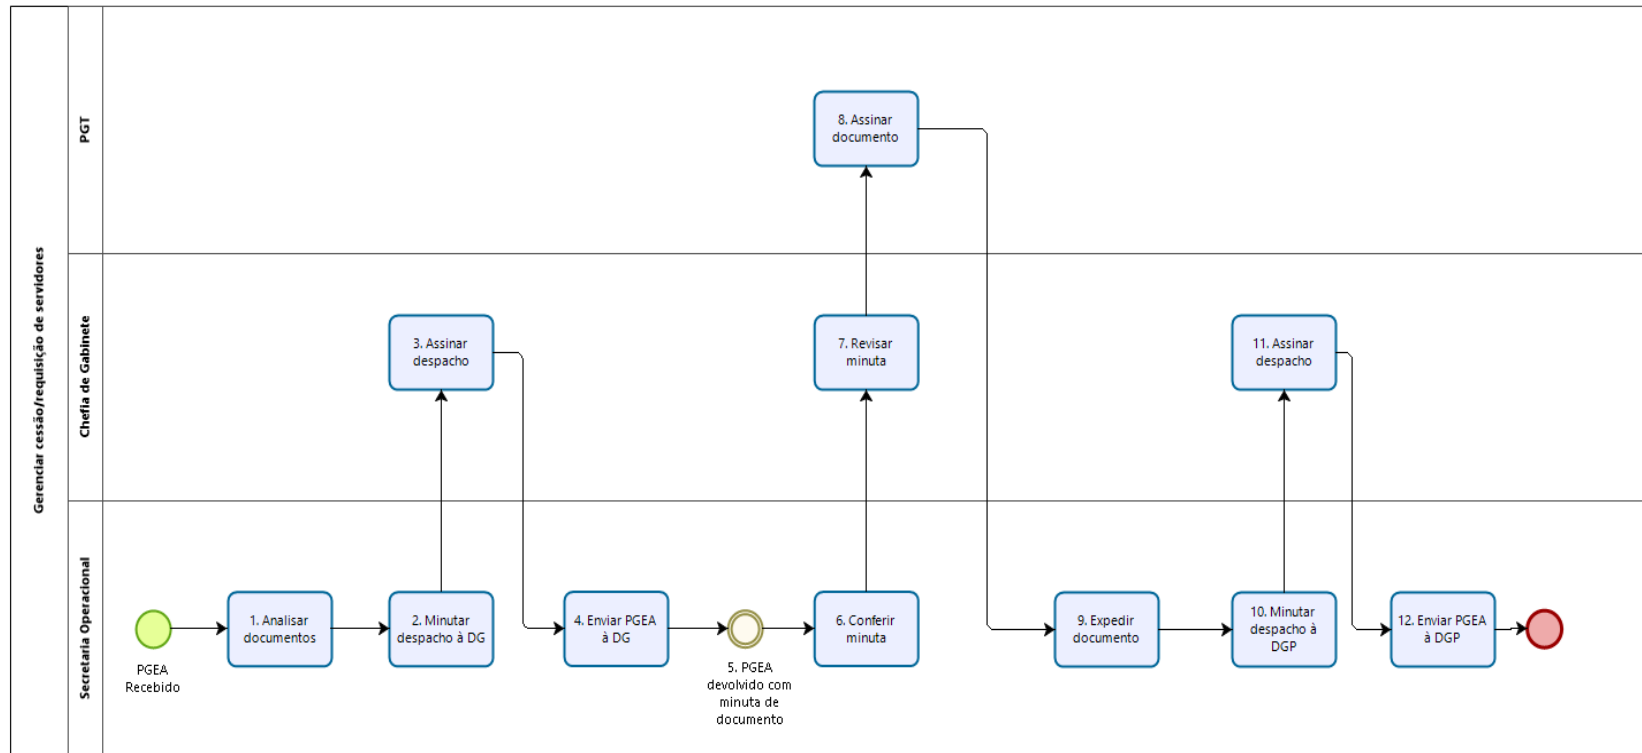 Gerenciar cessão/requisição de servidores
PGT
8. Assinar
documento
Chefia de Gabinete
3. Assinar
despacho
7. Revisar
minuta
11. Assinar
despacho
Secretaria Operacional
PGEA
Recebido
1. Analisar
documentos
2. Minutar
despacho à DG
4. Enviar PGEA
à DG
5. PGEA
devolvido com
minuta de
documento
6. Conferir
minuta
9. Expedir
documento
10. Minutar
despacho à
DGP
12. Enviar PGEA
à DGP